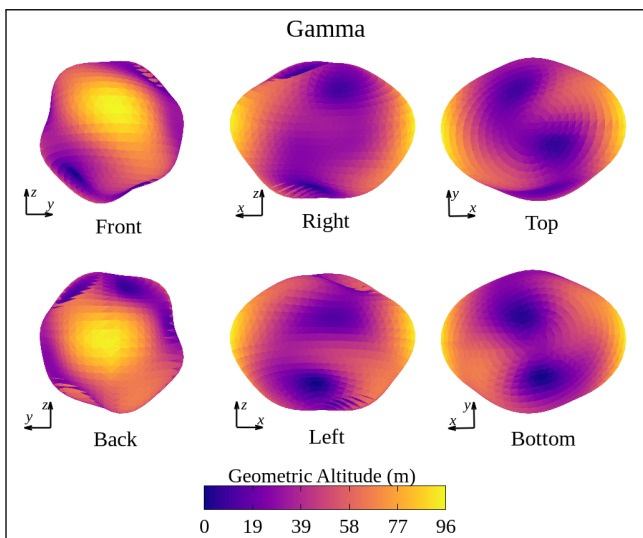 Gamma
z
y
Front
z
x
Right
y
x
Top
z
y
Back
z
x
Left
y
x
Bottom
Geometric Altitude (m)
0 19 39 58 77 96